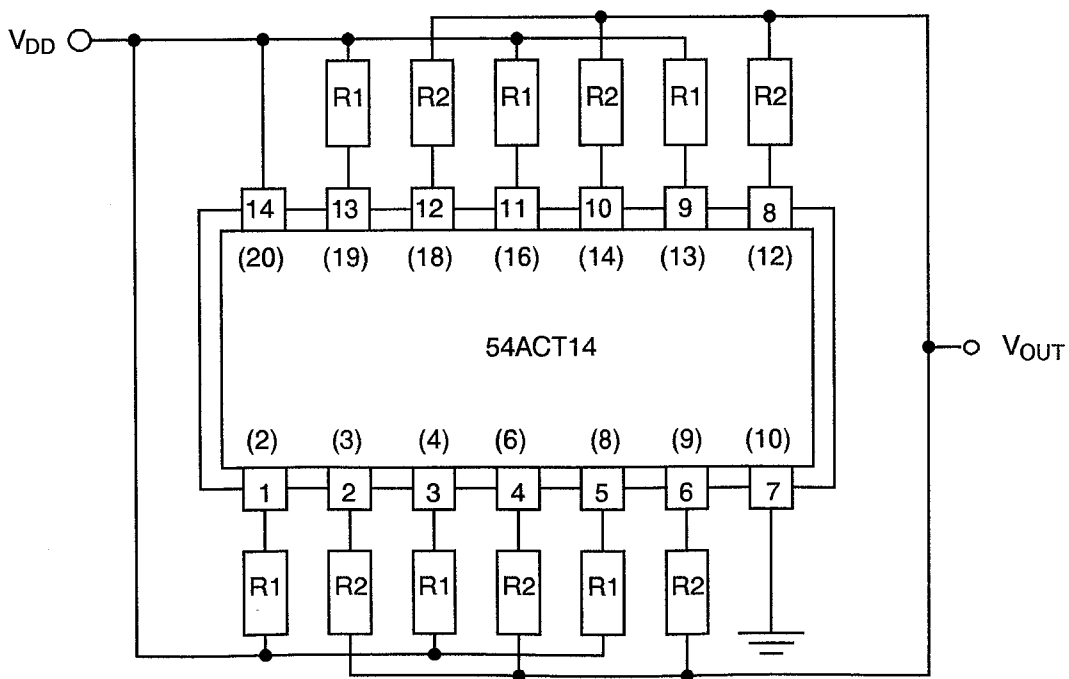 VDD
R1 R2 R1 R2 R1 R2
14 13 12 11 10 9 8
(20) (19) (18) (16) (14) (13) (12)
54ACT14
VOUT
(2) (3) (4) (6) (8) (9) (10)
1 2 3 4 5 6 7
R1 R2 R1 R2 R1 R2